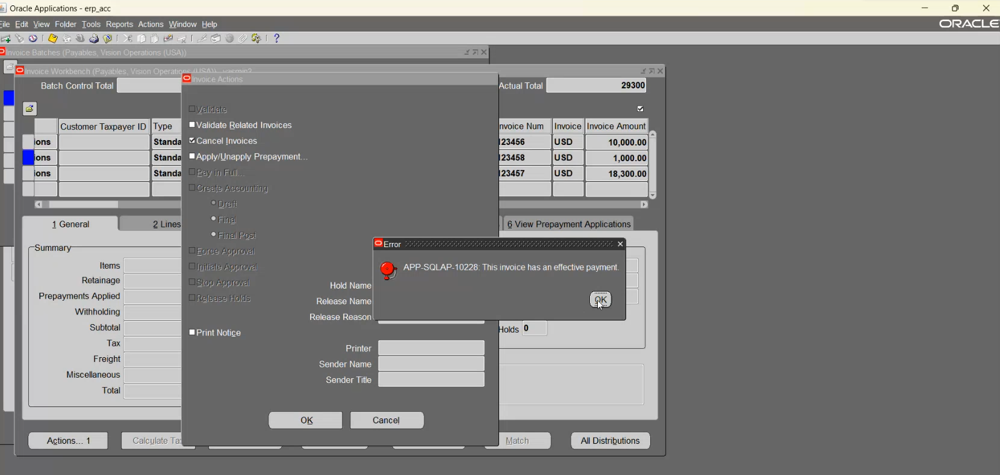 Oracle Applications - erp_acc
File Edit View Folder Tools Reports Actions Window Help
ORACLE
Invoice Batches (Payables, Vision Operations (USA))
Invoice Workbench (Payables, Vision Operations (USA)) - yasmin2
Invoice Actions
Batch Control Total
Actual Total 29300
Validate
Validate Related Invoices
Cancel Invoices
Apply/Unapply Prepayment...
Pay in Full...
Create Accounting
Draft
Final
Final Post
Force Approval
Initiate Approval
Stop Approval
Release Holds
Print Notice
Customer Taxpayer ID Type
nvoice Num Invoice Invoice Amount
ions Standa 123456 USD 10,000.00
ions Standa 123458 USD 1,000.00
ions Standa 123457 USD 18,300.00
1 General 2 Lines
6 View Prepayment Applications
Summary
Items
Retainage
Prepayments Applied
Withholding
Subtotal
Tax
Freight
Miscellaneous
Total
Error
APP-SQLAP-10228: This invoice has an effective payment.
OK
Hold Name
Release Name
Release Reason
Holds 0
Printer
Sender Name
Sender Title
OK Cancel
Actions... 1 Calculate Ta Match All Distributions